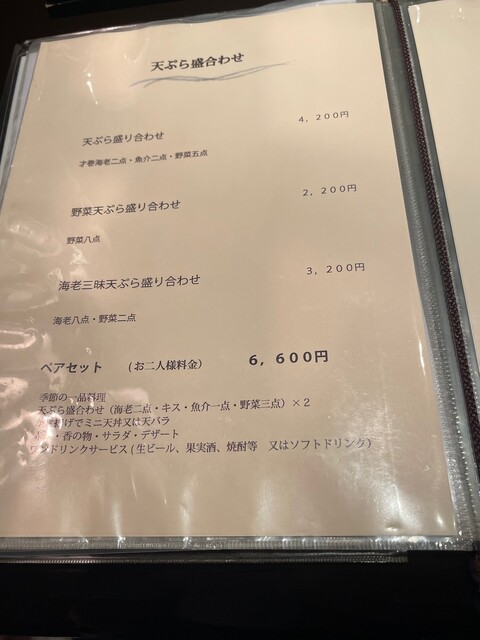 天ぷら盛合わせ
天ぷら盛り合わせ 4,200円
才巻海老二点・魚介二点・野菜五点
野菜天ぷら盛り合わせ 2,200円
野菜八点
海老三昧天ぷら盛り合わせ 3,200円
海老八点・野菜二点
ペアセット (お二人様料金) 6,600円
季節の一品料理
天ぷら盛合わせ(海老二点・キス・魚介一点・野菜三点)×2
げでミニ天丼又は天バラ
・香の物・サラダ・デザート
ドリンクサービス(生ビール、果実酒、焼酎等 又はソフトドリンク)